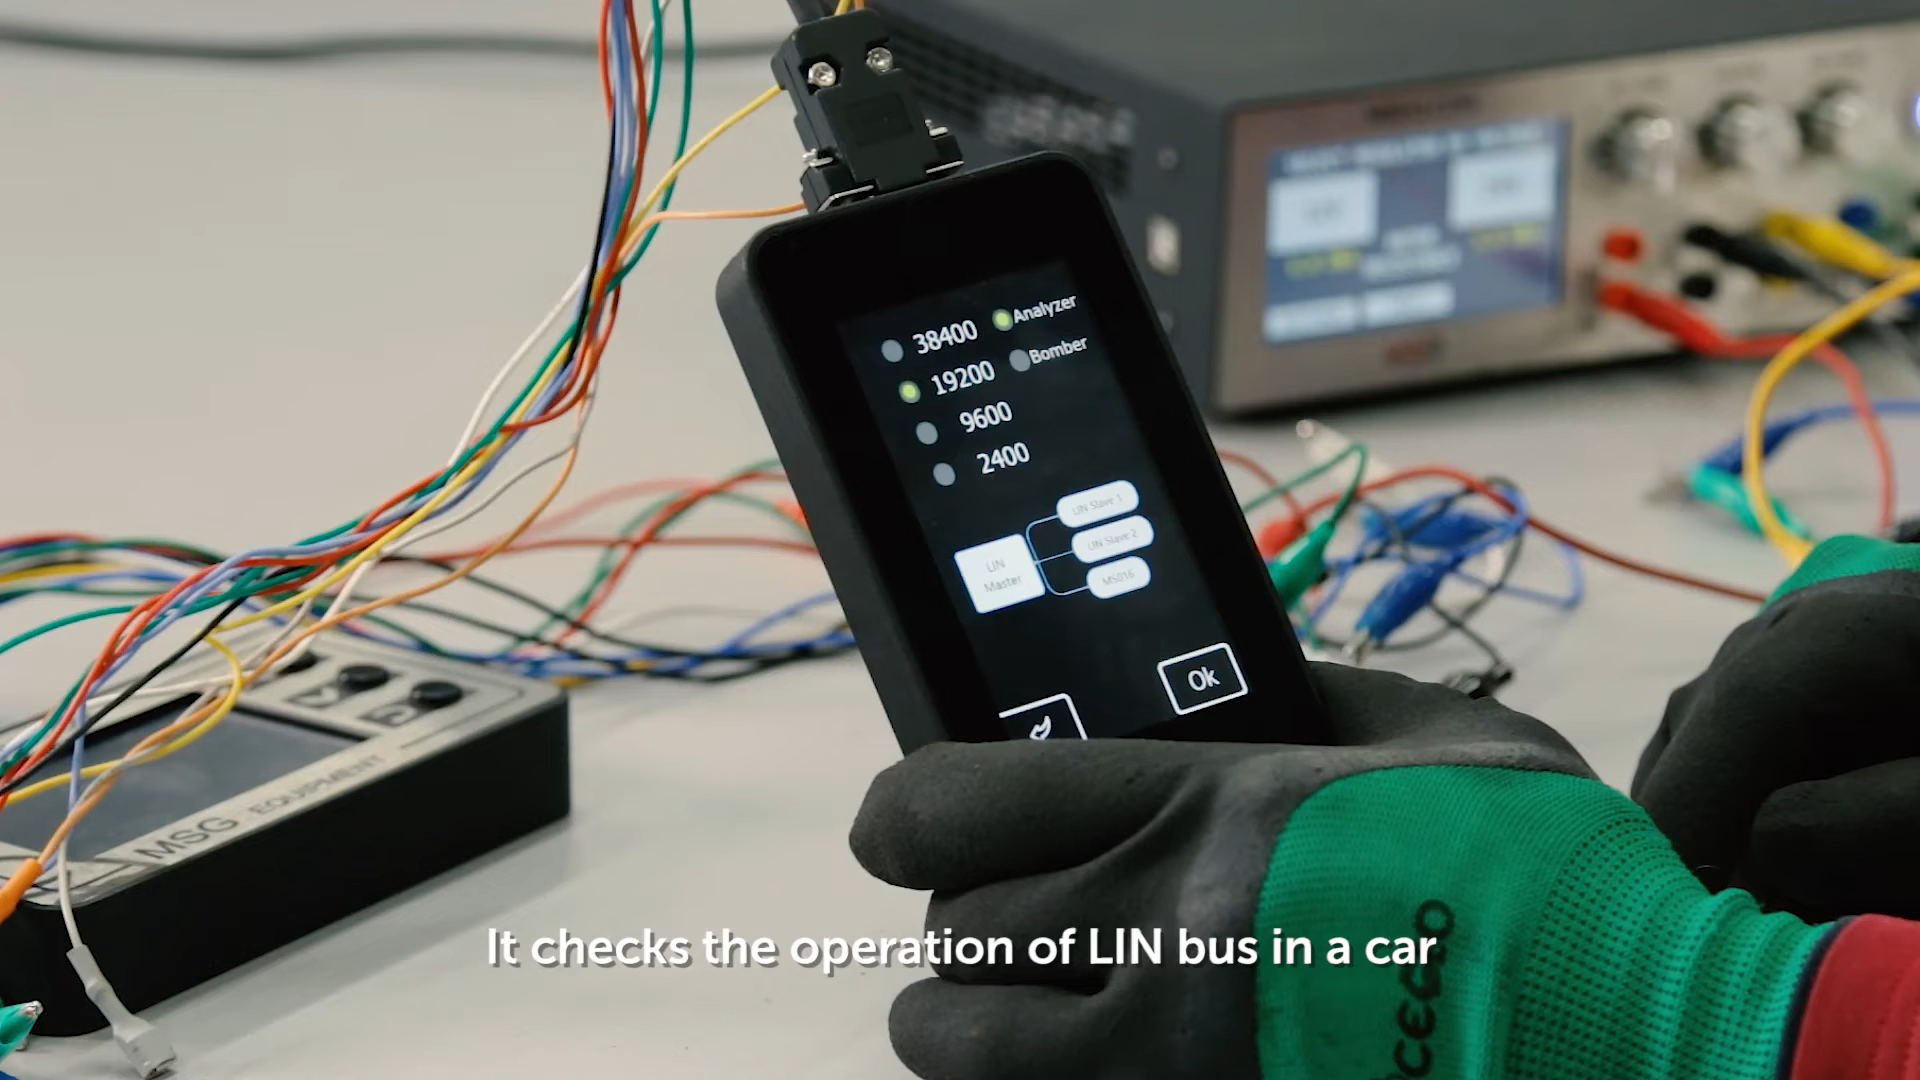 38400
Analyzer
19200
Bomber
9600
2400
LIN Slave 1
LIN Slave 2
LIN
Master
MS016
Ok
MSG EQUIPMENT
It checks the operation of LIN bus in a car